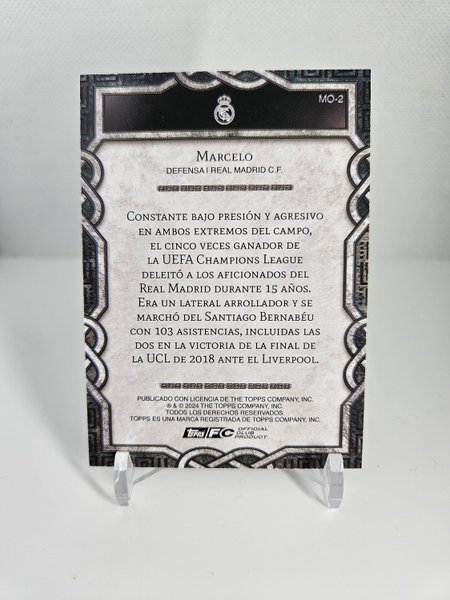 MO-2
MARCELO
DEFENSA | REAL MADRID C.F.
CONSTANTE BAJO PRESIÓN Y AGRESIVO
EN AMBOS EXTREMOS DEL CAMPO,
EL CINCO VECES GANADOR DE
LA UEFA CHAMPIONS LEAGUE
DELEITÓ A LOS AFICIONADOS DEL
REAL MADRID DURANTE 15 AÑOS.
ERA UN LATERAL ARROLLADOR Y SE
MARCHÓ DEL SANTIAGO BERNABÉU
CON 103 ASISTENCIAS, INCLUIDAS LAS
DOS EN LA VICTORIA DE LA FINAL DE
LA UCL DE 2018 ANTE EL LIVERPOOL.
PUBLICADO CON LICENCIA DE THE TOPPS COMPANY, INC.
® & © 2024 THE TOPPS COMPANY, INC.
TODOS LOS DERECHOS RESERVADOS.
TOPPS ES UNA MARCA REGISTRADA DE TOPPS COMPANY, INC.
topps FC OFFICIAL
CLUB
PRODUCT